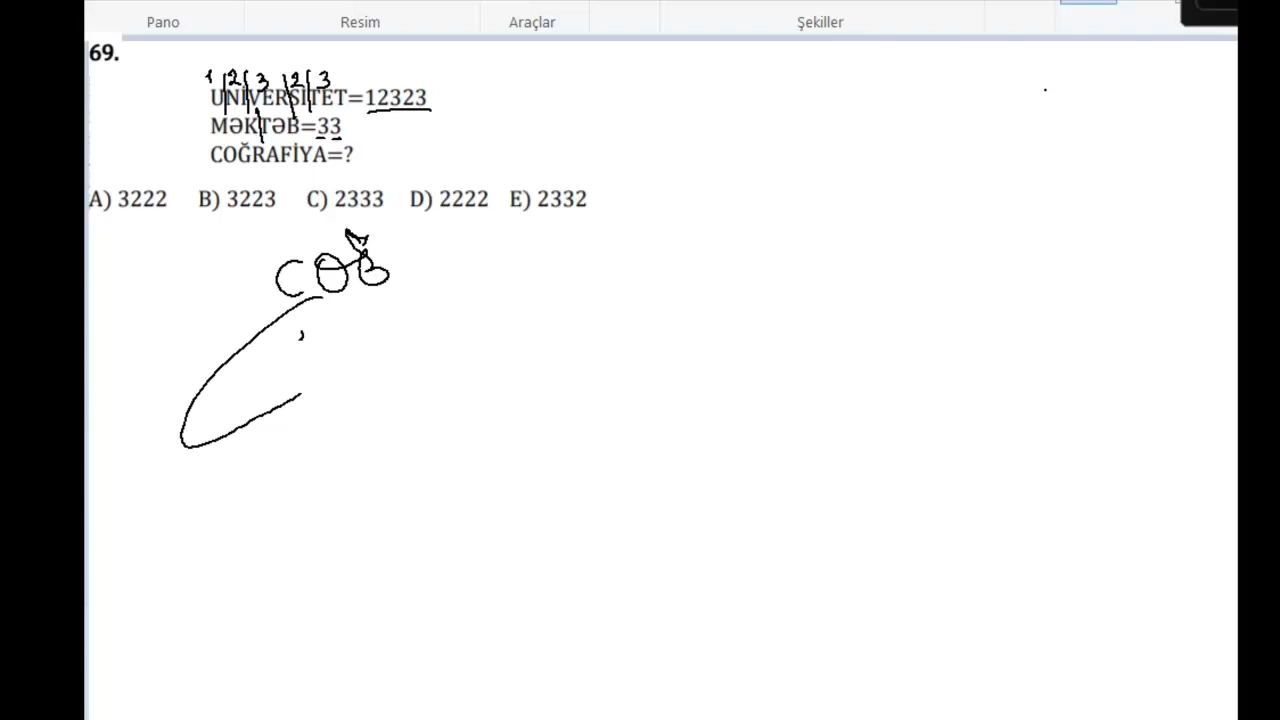 Pano Resim Araçlar Şekiller
69.
1 2 3 2 3
UNİVERSİTET=12323
MƏKTƏB=33
COĞRAFİYA=?
A) 3222 B) 3223 C) 2333 D) 2222 E) 2332
COĞ